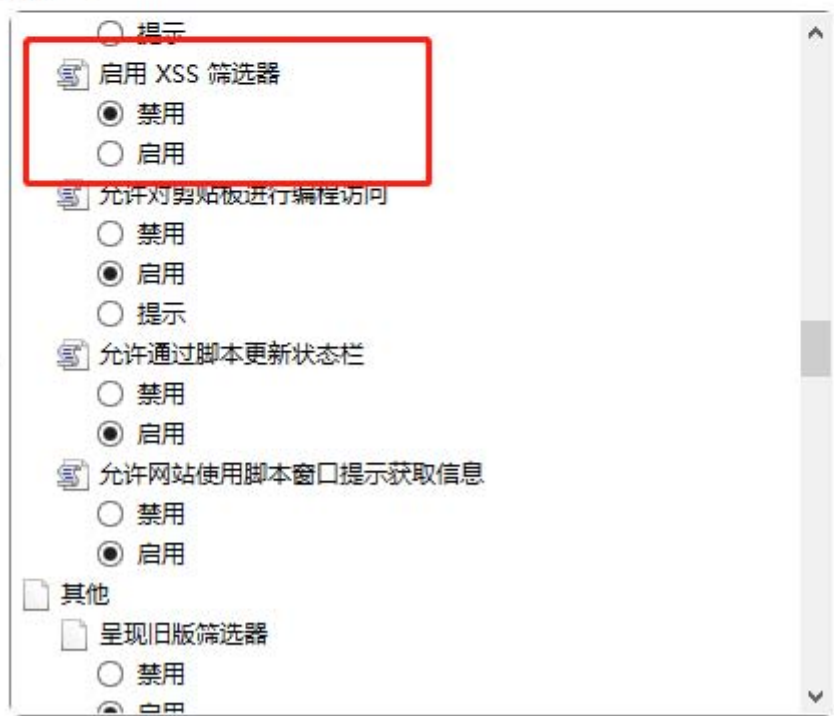 提示
启用 XSS 筛选器
禁用
启用
允许对剪贴板进行编程访问
禁用
启用
提示
允许通过脚本更新状态栏
禁用
启用
允许网站使用脚本窗口提示获取信息
禁用
启用
其他
呈现旧版筛选器
禁用
启用